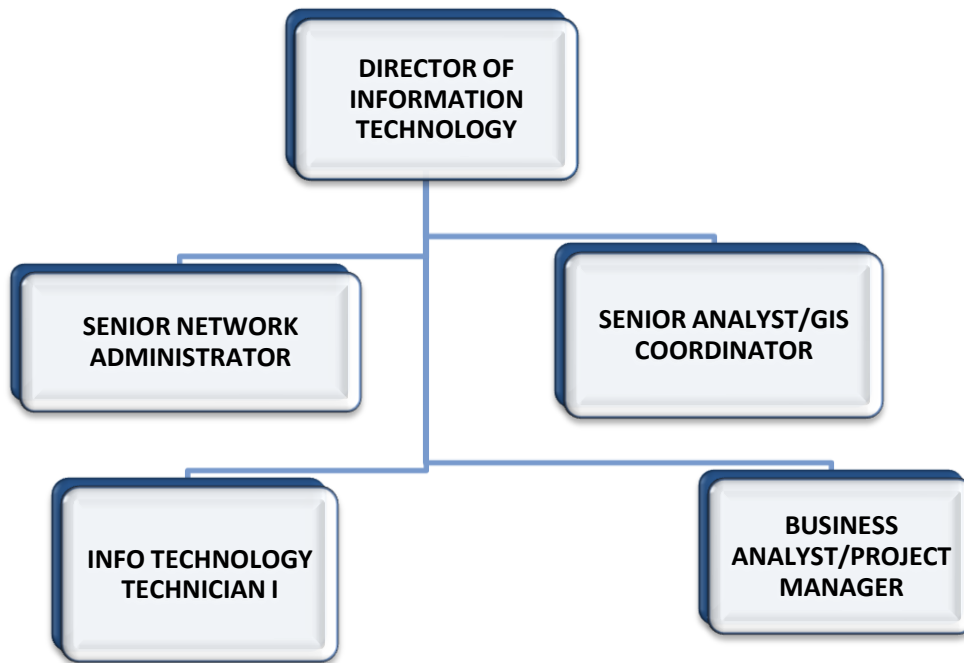 DIRECTOR OF
INFORMATION
TECHNOLOGY
SENIOR NETWORK
ADMINISTRATOR
SENIOR ANALYST/GIS
COORDINATOR
INFO TECHNOLOGY
TECHNICIAN I
BUSINESS
ANALYST/PROJECT
MANAGER